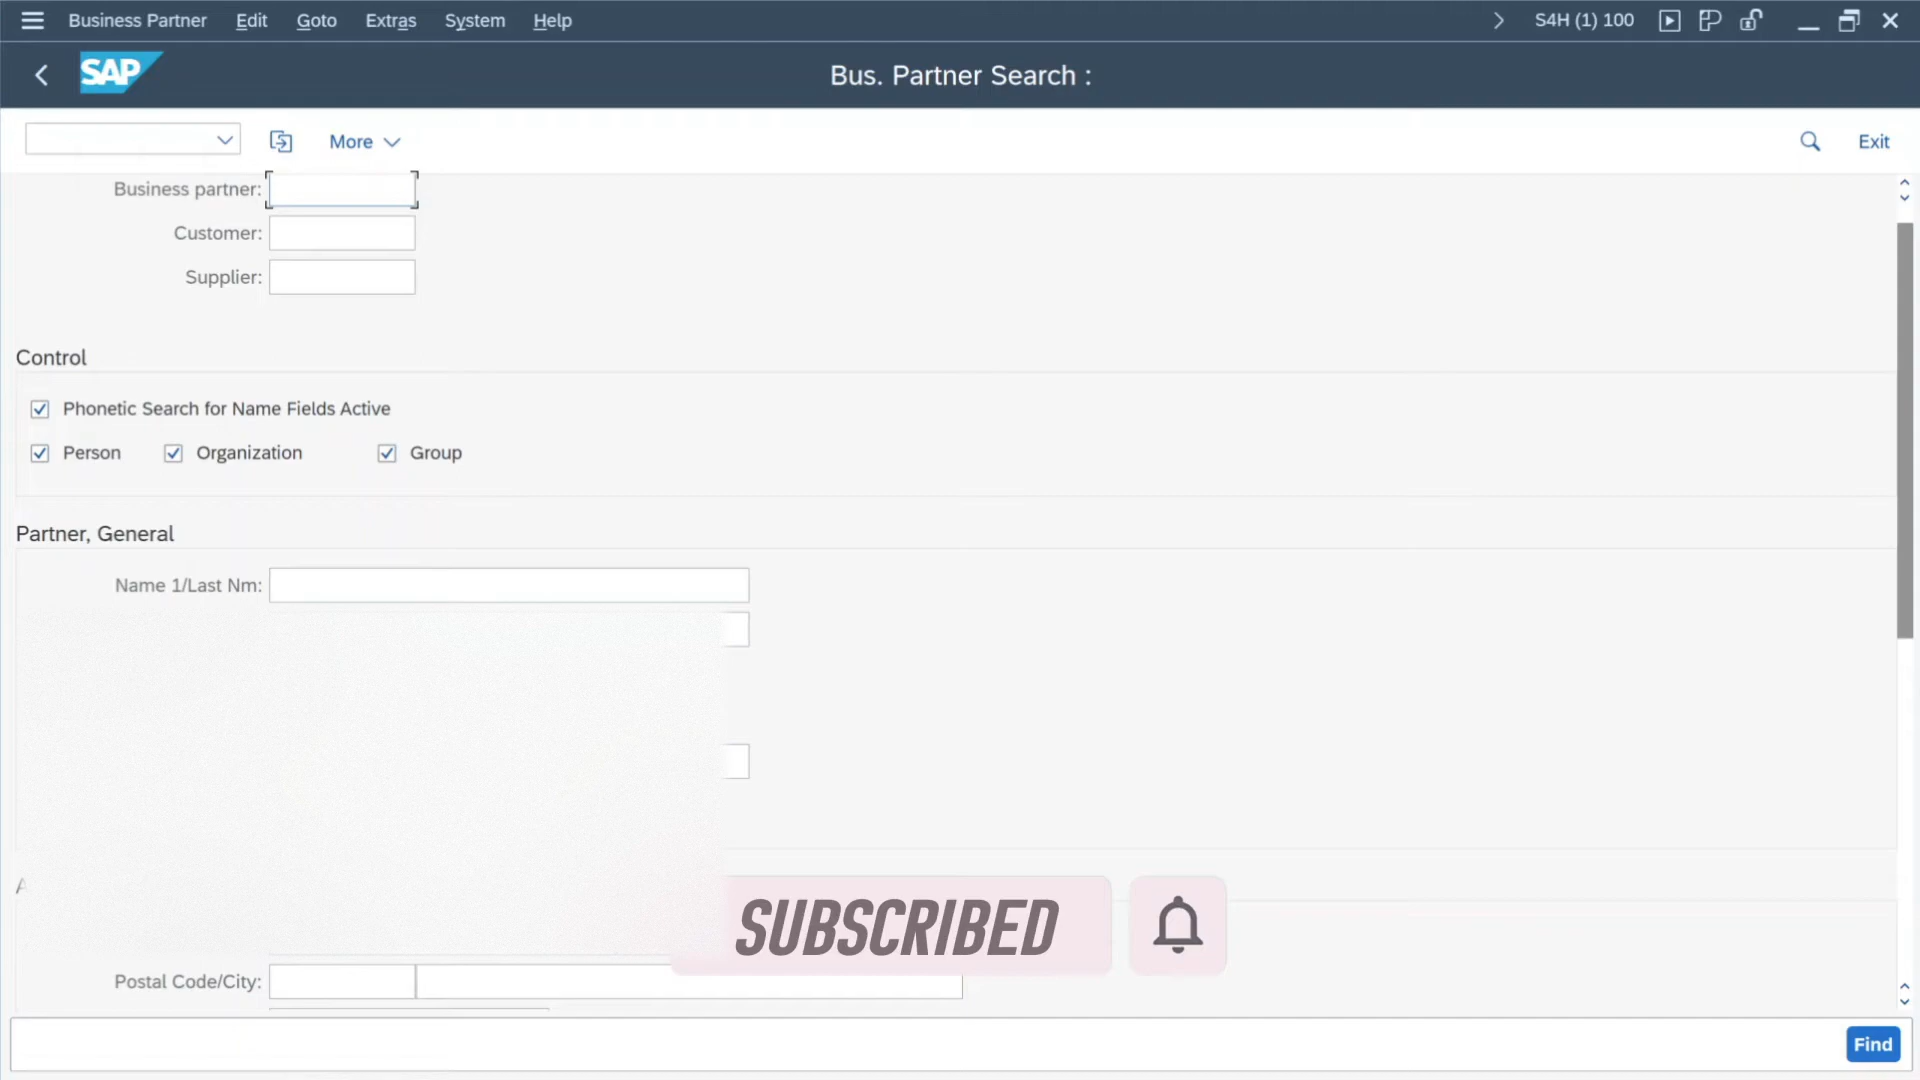 Business Partner Edit Goto Extras System Help S4H (1) 100
SAP Bus. Partner Search :
More Exit
Business partner:
Customer:
Supplier:
Control
Phonetic Search for Name Fields Active
Person Organization Group
Partner, General
Name 1/Last Nm:
SUBSCRIBED
Postal Code/City:
Find